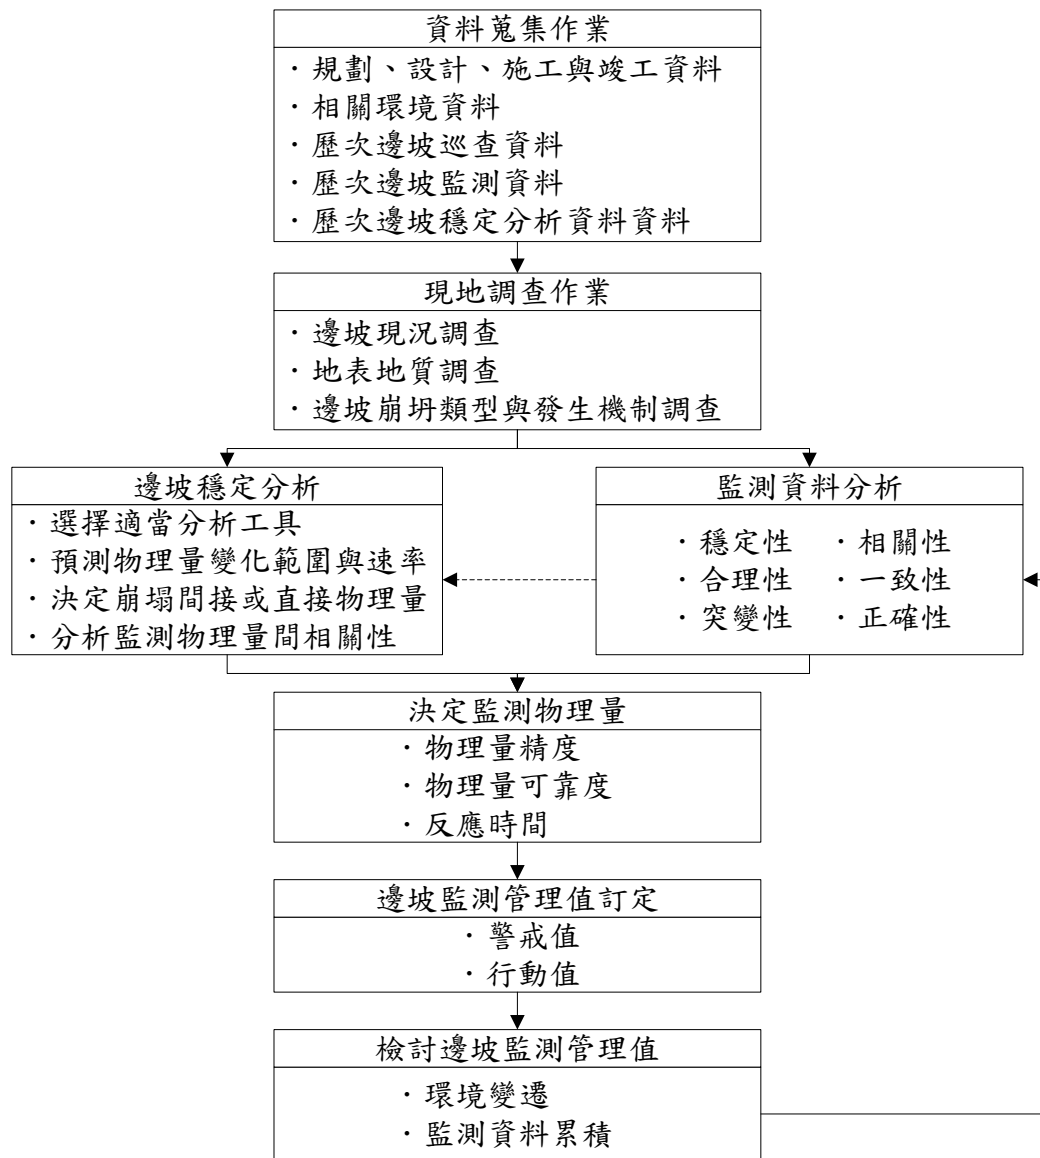 資料蒐集作業
·規劃、設計、施工與竣工資料
·相關環境資料
·歷次邊坡巡查資料
·歷次邊坡監測資料
·歷次邊坡穩定分析資料資料
現地調查作業
·邊坡現況調查
·地表地質調查
·邊坡崩坍類型與發生機制調查
邊坡穩定分析
·選擇適當分析工具
·預測物理量變化範圍與速率
·決定崩塌間接或直接物理量
·分析監測物理量間相關性
監測資料分析
·穩定性 ·相關性
·合理性 ·一致性
·突變性 ·正確性
決定監測物理量
·物理量精度
·物理量可靠度
·反應時間
邊坡監測管理值訂定
·警戒值
·行動值
檢討邊坡監測管理值
·環境變遷
·監測資料累積